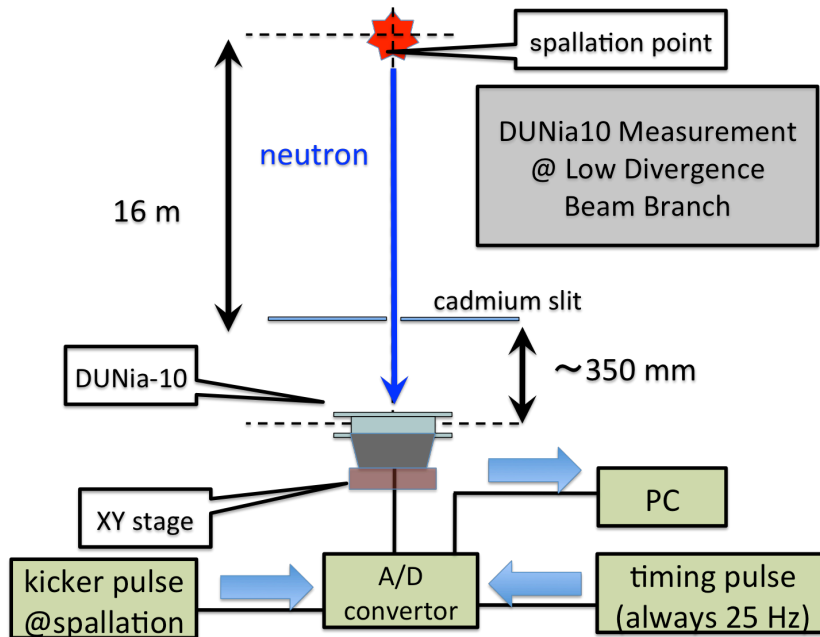 spallation point
DUNia10 Measurement
@ Low Divergence
Beam Branch
neutron
16 m
cadmium slit
DUNia-10
~350 mm
XY stage
PC
kicker pulse
@spallation
A/D
convertor
timing pulse
(always 25 Hz)